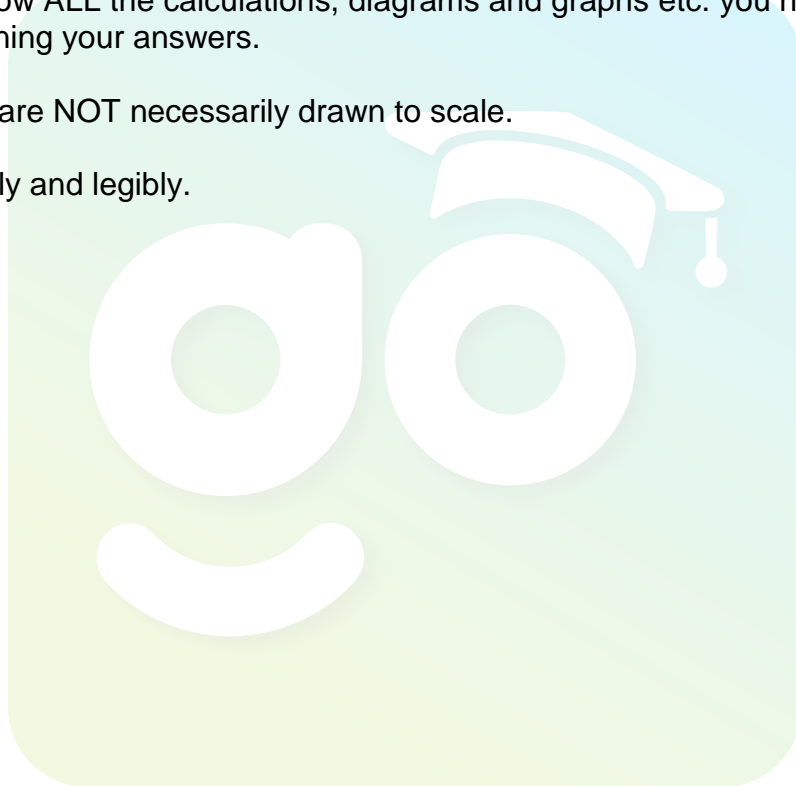 ow ALL the calculations, diagrams and graphs etc. you h
ning your answers.
are NOT necessarily drawn to scale.
ly and legibly.
go